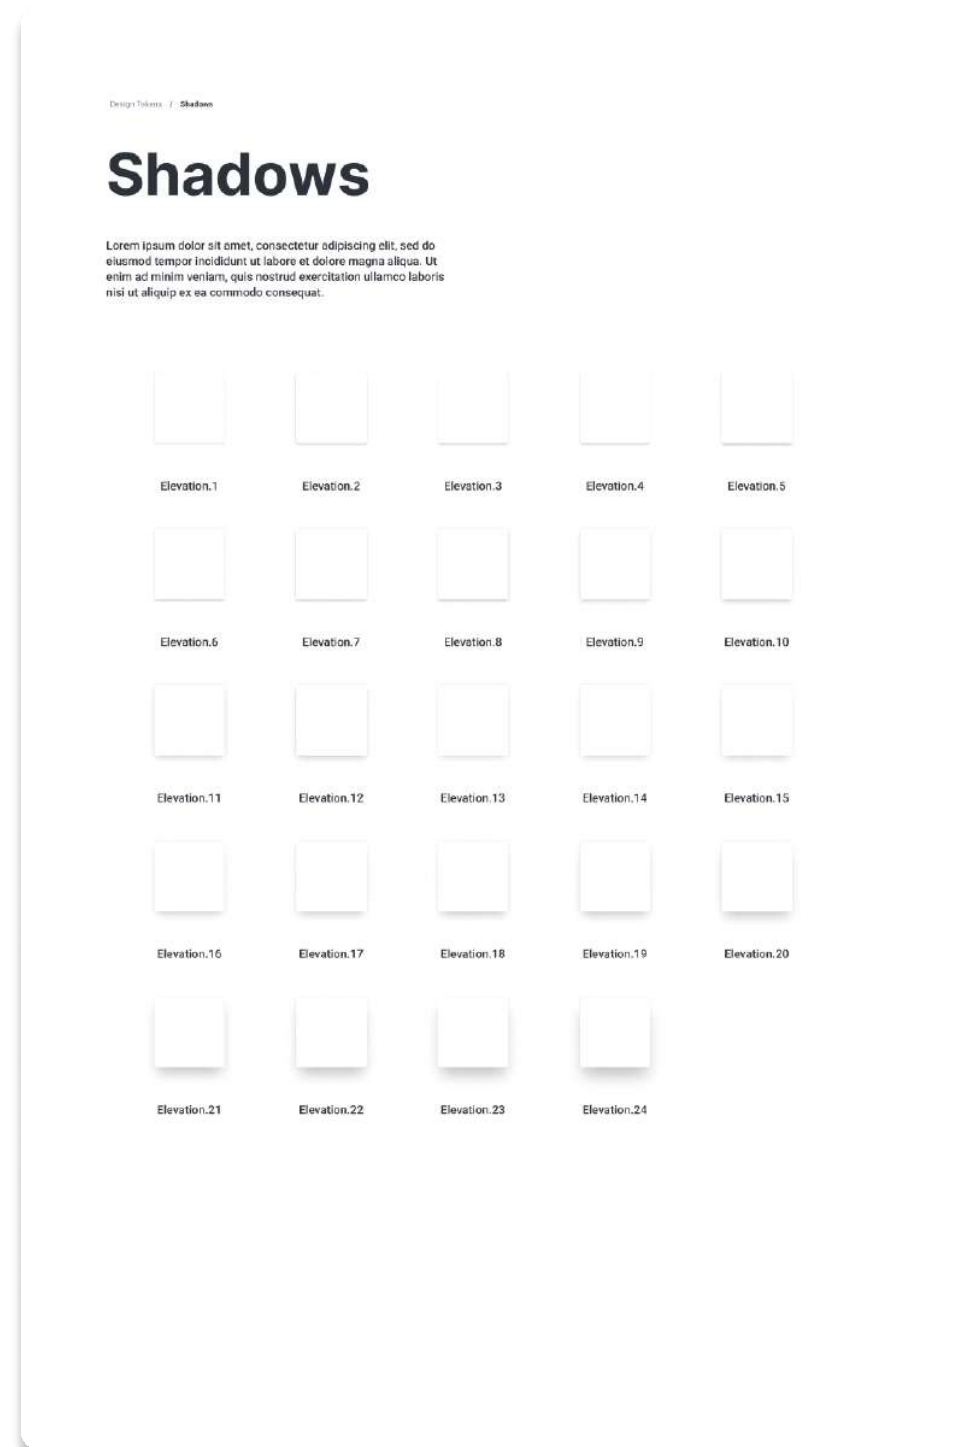 Design Tokens / Shadows
Shadows
Lorem ipsum dolor sit amet, consectetur adipiscing elit, sed do
eiusmod tempor incididunt ut labore et dolore magna aliqua. Ut
enim ad minim veniam, quis nostrud exercitation ullamco laboris
nisi ut aliquip ex ea commodo consequat.
Elevation.1 Elevation.2 Elevation.3 Elevation.4 Elevation.5
Elevation.6 Elevation.7 Elevation.8 Elevation.9 Elevation.10
Elevation.11 Elevation.12 Elevation.13 Elevation.14 Elevation.15
Elevation.16 Elevation.17 Elevation.18 Elevation.19 Elevation.20
Elevation.21 Elevation.22 Elevation.23 Elevation.24